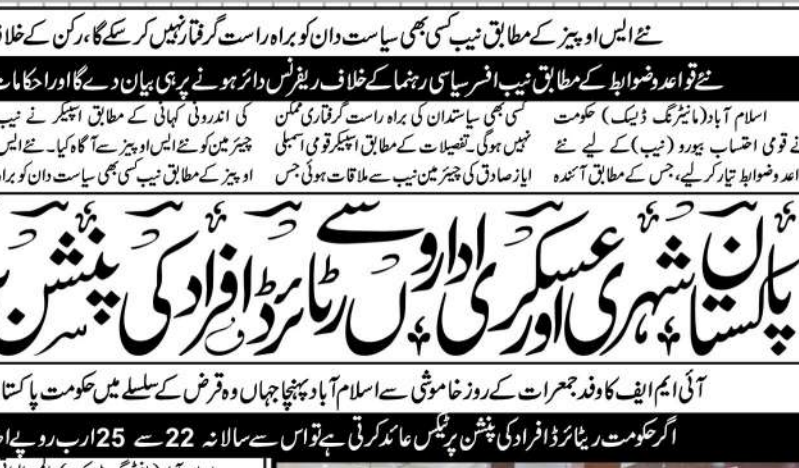 نئے ایس او پیز کے مطابق نیب کسی بھی سیاست دان کو براہ راست گرفتار نہیں کر سکے گا، رکن کے خلاف
نئے قواعد و ضوابط کے مطابق نیب افسر سیاسی رہنما کے خلاف ریفرنس دائر ہونے پر ہی بیان دے گا اور احکامات
اسلام آباد (مانیٹرنگ ڈیسک) حکومت
نے قومی احتساب بیورو (نیب) کے لیے نئے
قواعد و ضوابط تیار کر لیے، جس کے مطابق آئندہ
کسی بھی سیاستدان کی براہ راست گرفتاری ممکن
نہیں ہوگی۔ تفصیلات کے مطابق اسپیکر قومی اسمبلی
ایاز صادق کی چیئرمین نیب سے ملاقات ہوئی جس
کی اندرونی کہانی کے مطابق اسپیکر نے نیب
چیئرمین کو نئے ایس او پیز سے آگاہ کیا۔ نئے ایس
او پیز کے مطابق نیب کسی بھی سیاست دان کو براہ
پاکستان شہری اور عسکری اداروں سے ریٹائرڈ افراد کی پنشن پر
آئی ایم ایف کا وفد جمعرات کے روز خاموشی سے اسلام آباد پہنچا جہاں وہ قرض کے سلسلے میں حکومت پاکستا
اگر حکومت ریٹائرڈ افراد کی پنشن پر ٹیکس عائد کرتی ہے تو اس سے سالانہ 22 سے 25 ارب روپے